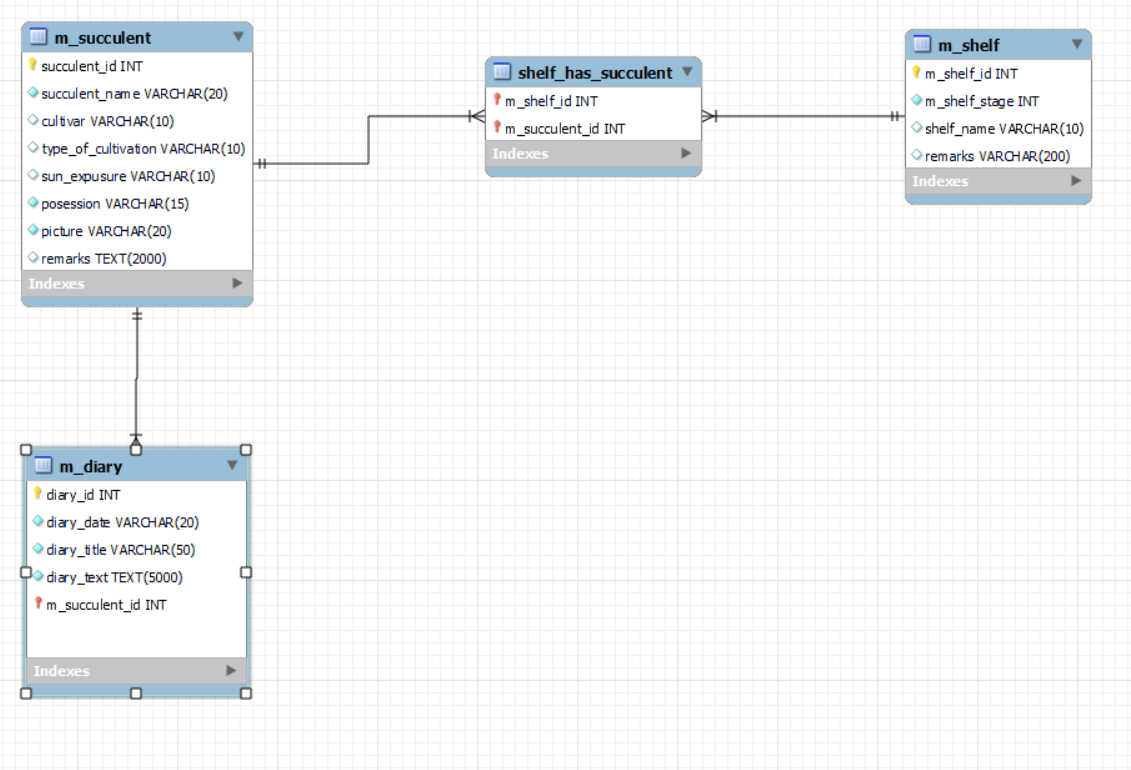 m_succulent
succulent_id INT
succulent_name VARCHAR(20)
cultivar VARCHAR(10)
type_of_cultivation VARCHAR(10)
sun_expusure VARCHAR(10)
posession VARCHAR(15)
picture VARCHAR(20)
remarks TEXT(2000)
Indexes
shelf_has_succulent
m_shelf_id INT
m_succulent_id INT
Indexes
m_shelf
m_shelf_id INT
m_shelf_stage INT
shelf_name VARCHAR(10)
remarks VARCHAR(200)
Indexes
m_diary
diary_id INT
diary_date VARCHAR(20)
diary_title VARCHAR(50)
diary_text TEXT(5000)
m_succulent_id INT
Indexes